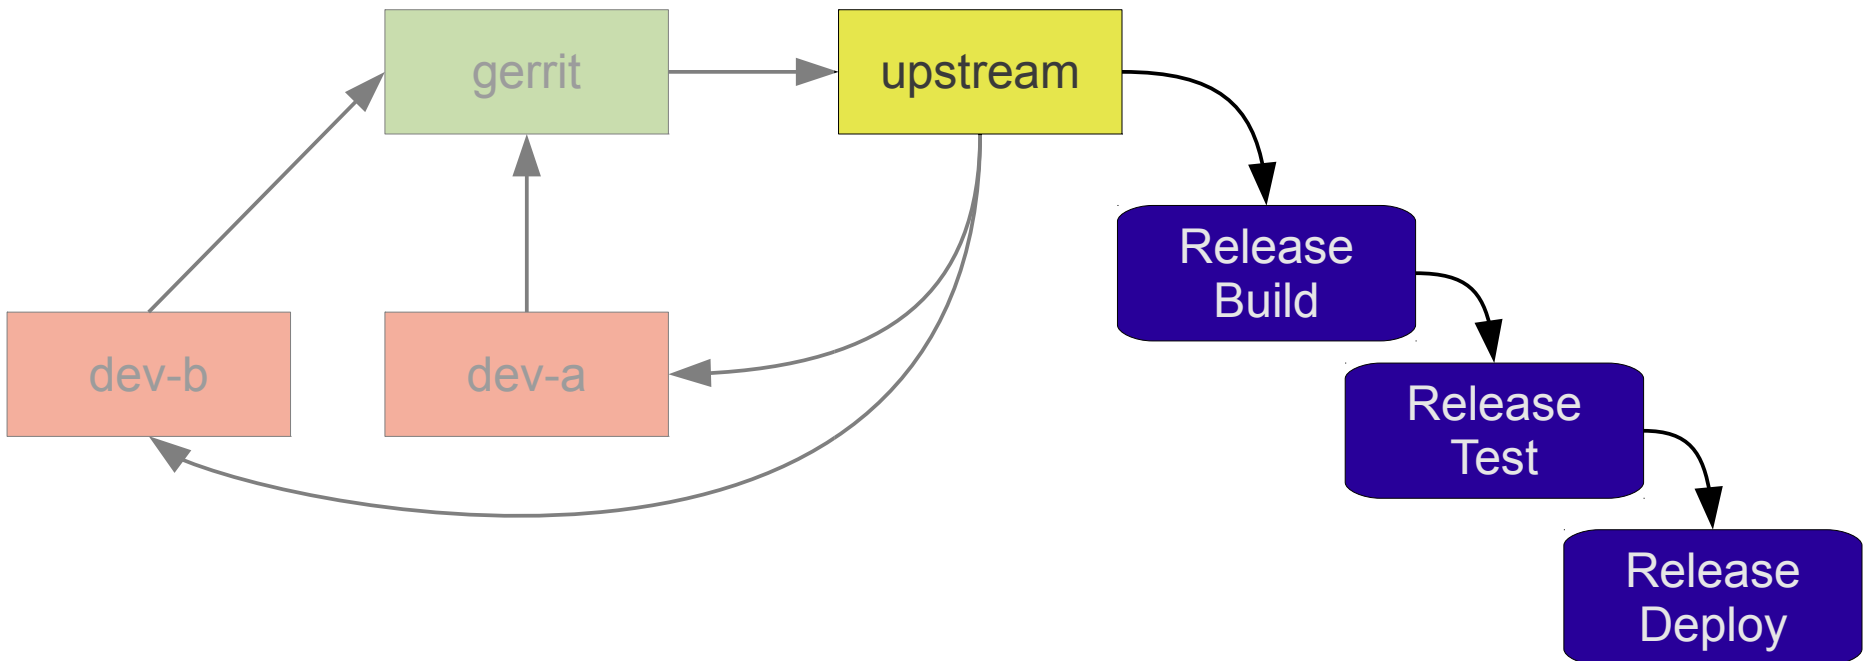 gerrit
upstream
Release
Build
dev-b
dev-a
Release
Test
Release
Deploy